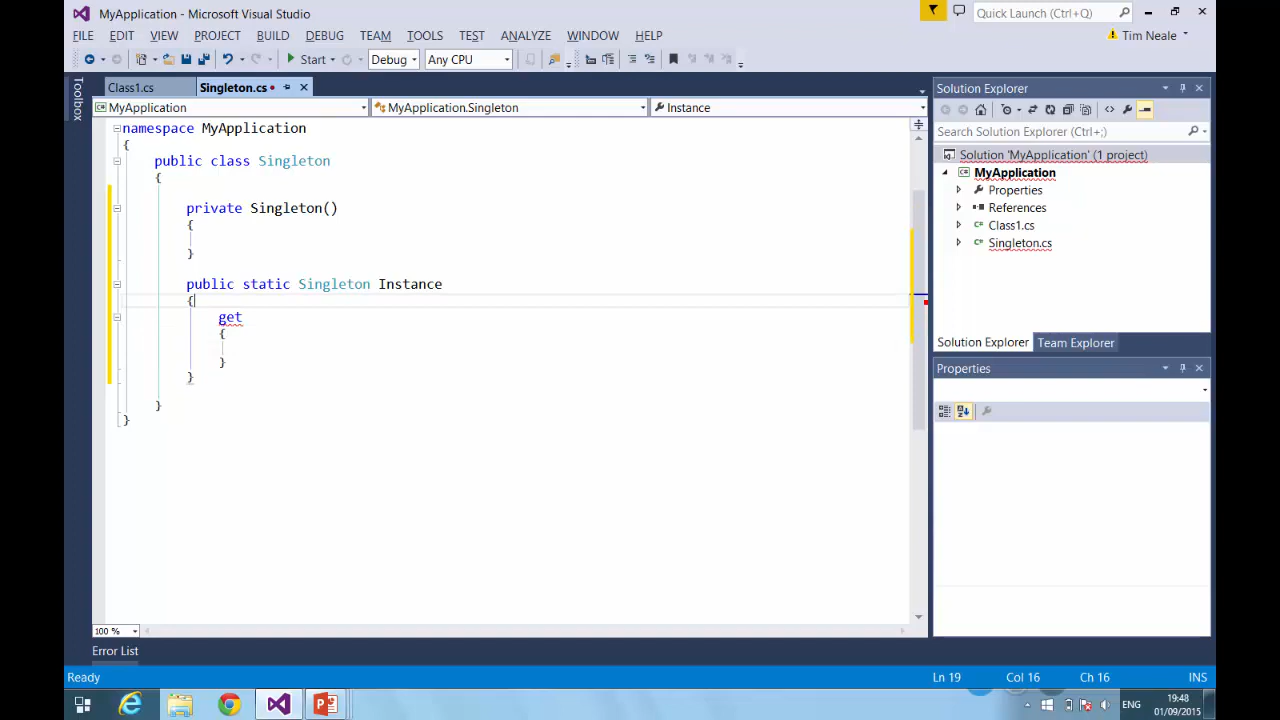 MyApplication - Microsoft Visual Studio
Quick Launch (Ctrl+Q)
FILE EDIT VIEW PROJECT BUILD DEBUG TEAM TOOLS TEST ANALYZE WINDOW HELP
Tim Neale
Start Debug Any CPU
Toolbox
Class1.cs Singleton.cs
MyApplication MyApplication.Singleton Instance
namespace MyApplication
{
public class Singleton
{
private Singleton()
{
}
public static Singleton Instance
{
get
{
}
}
}
}
100 %
Error List
Solution Explorer
Search Solution Explorer (Ctrl+;)
Solution 'MyApplication' (1 project)
MyApplication
Properties
References
Class1.cs
Singleton.cs
Solution Explorer Team Explorer
Properties
Ready Ln 19 Col 16 Ch 16 INS
ENG
19:48
01/09/2015